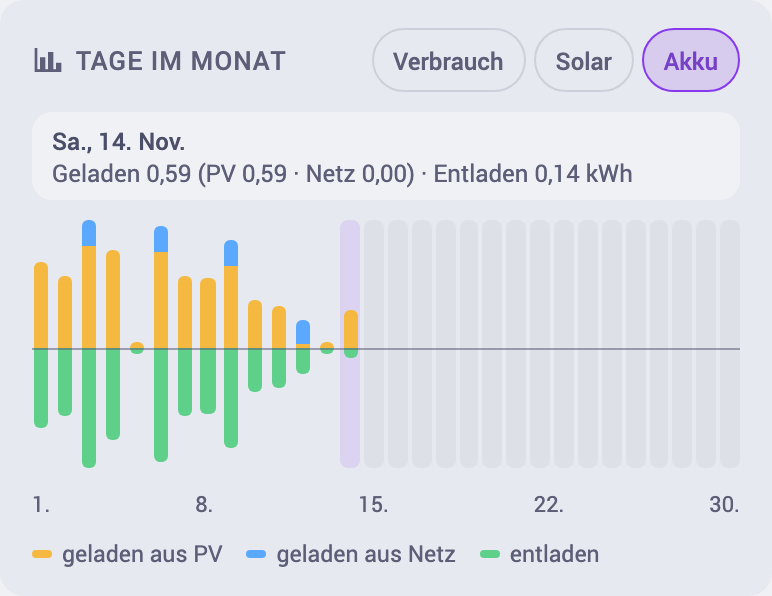 TAGE IM MONAT
Verbrauch
Solar
Akku
Sa., 14. Nov.
Geladen 0,59 (PV 0,59 · Netz 0,00) · Entladen 0,14 kWh
1. 8. 15. 22. 30.
geladen aus PV geladen aus Netz entladen